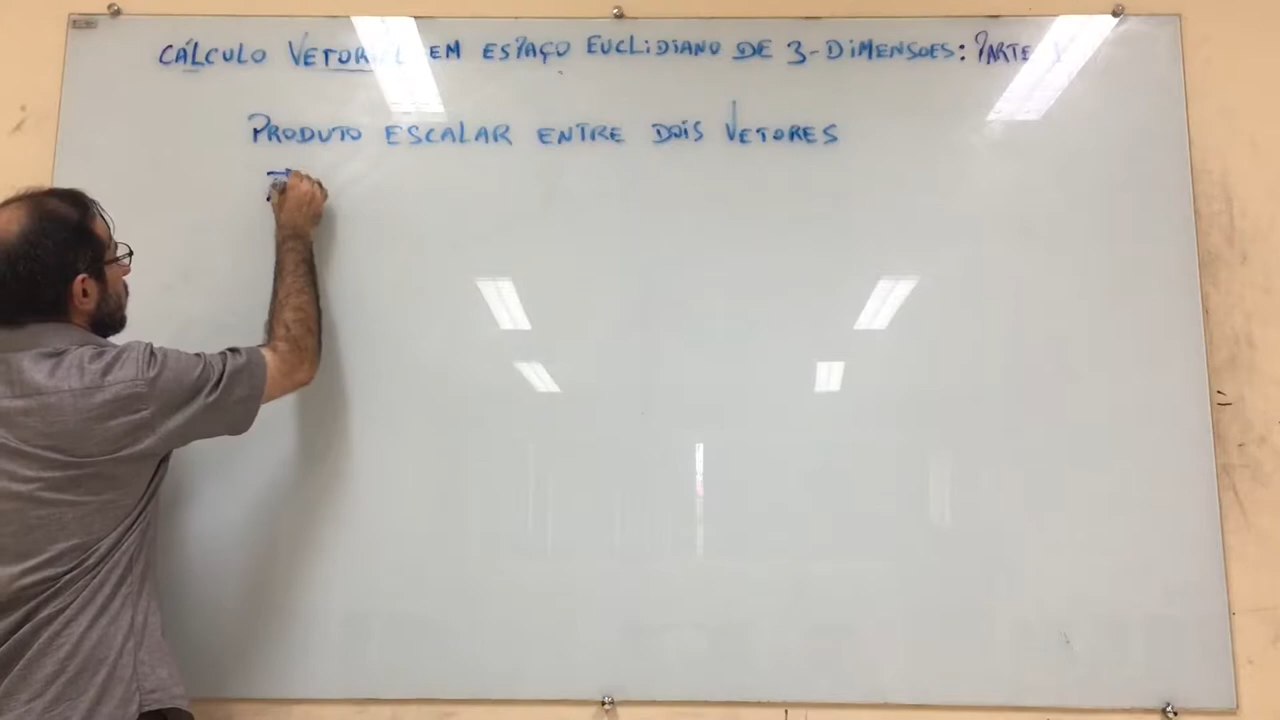 CÁLCULO VETORIAL EM ESPAÇO EUCLIDIANO DE 3-DIMENSOES: PARTE
PRODUTO ESCALAR ENTRE DOIS VETORES